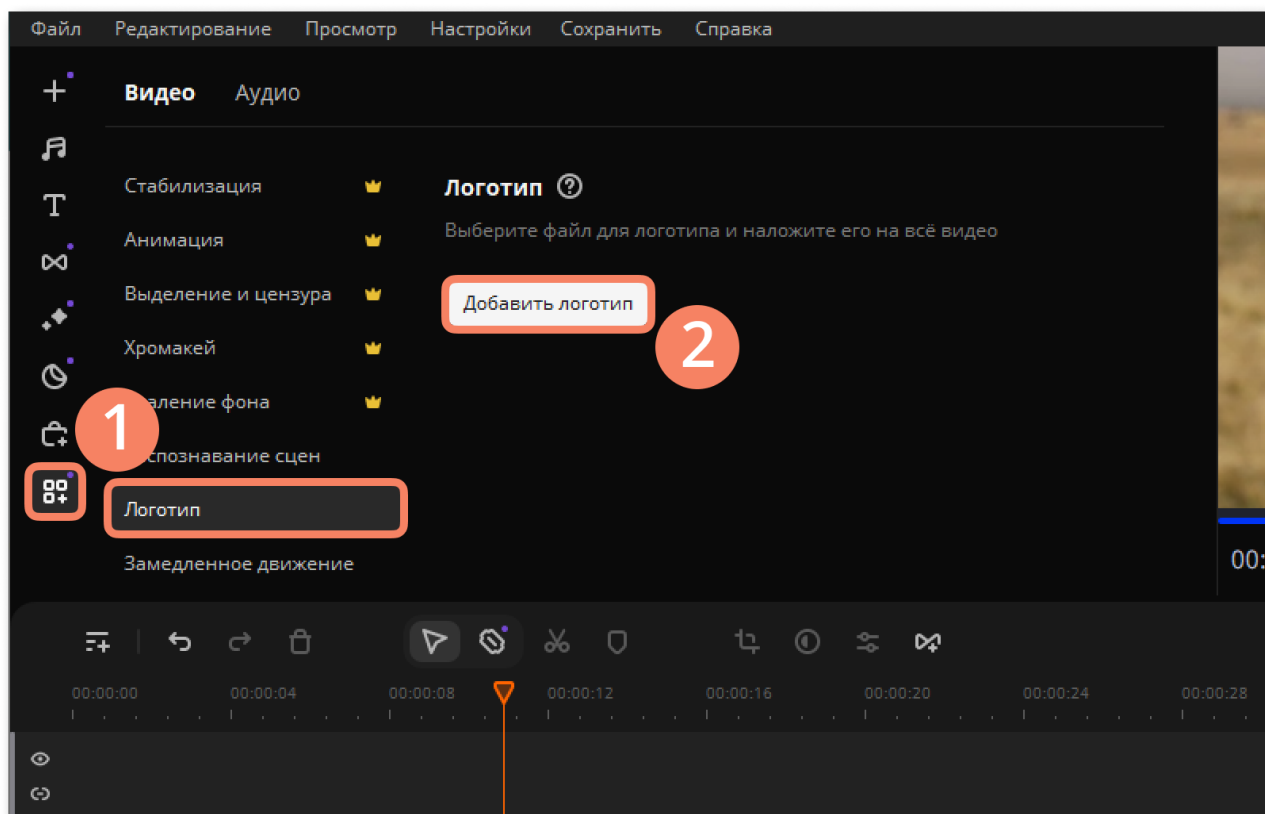 Файл Редактирование Просмотр Настройки Сохранить Справка
Видео Аудио
Стабилизация
Анимация
Выделение и цензура
Хромакей
фона
сцен
Логотип
Замедленное движение
Логотип ?
Выберите файл для логотипа и наложите его на всё видео
Добавить логотип
1
2
00:
00:00:00 00:00:04 00:00:08 00:00:12 00:00:16 00:00:20 00:00:24 00:00:28